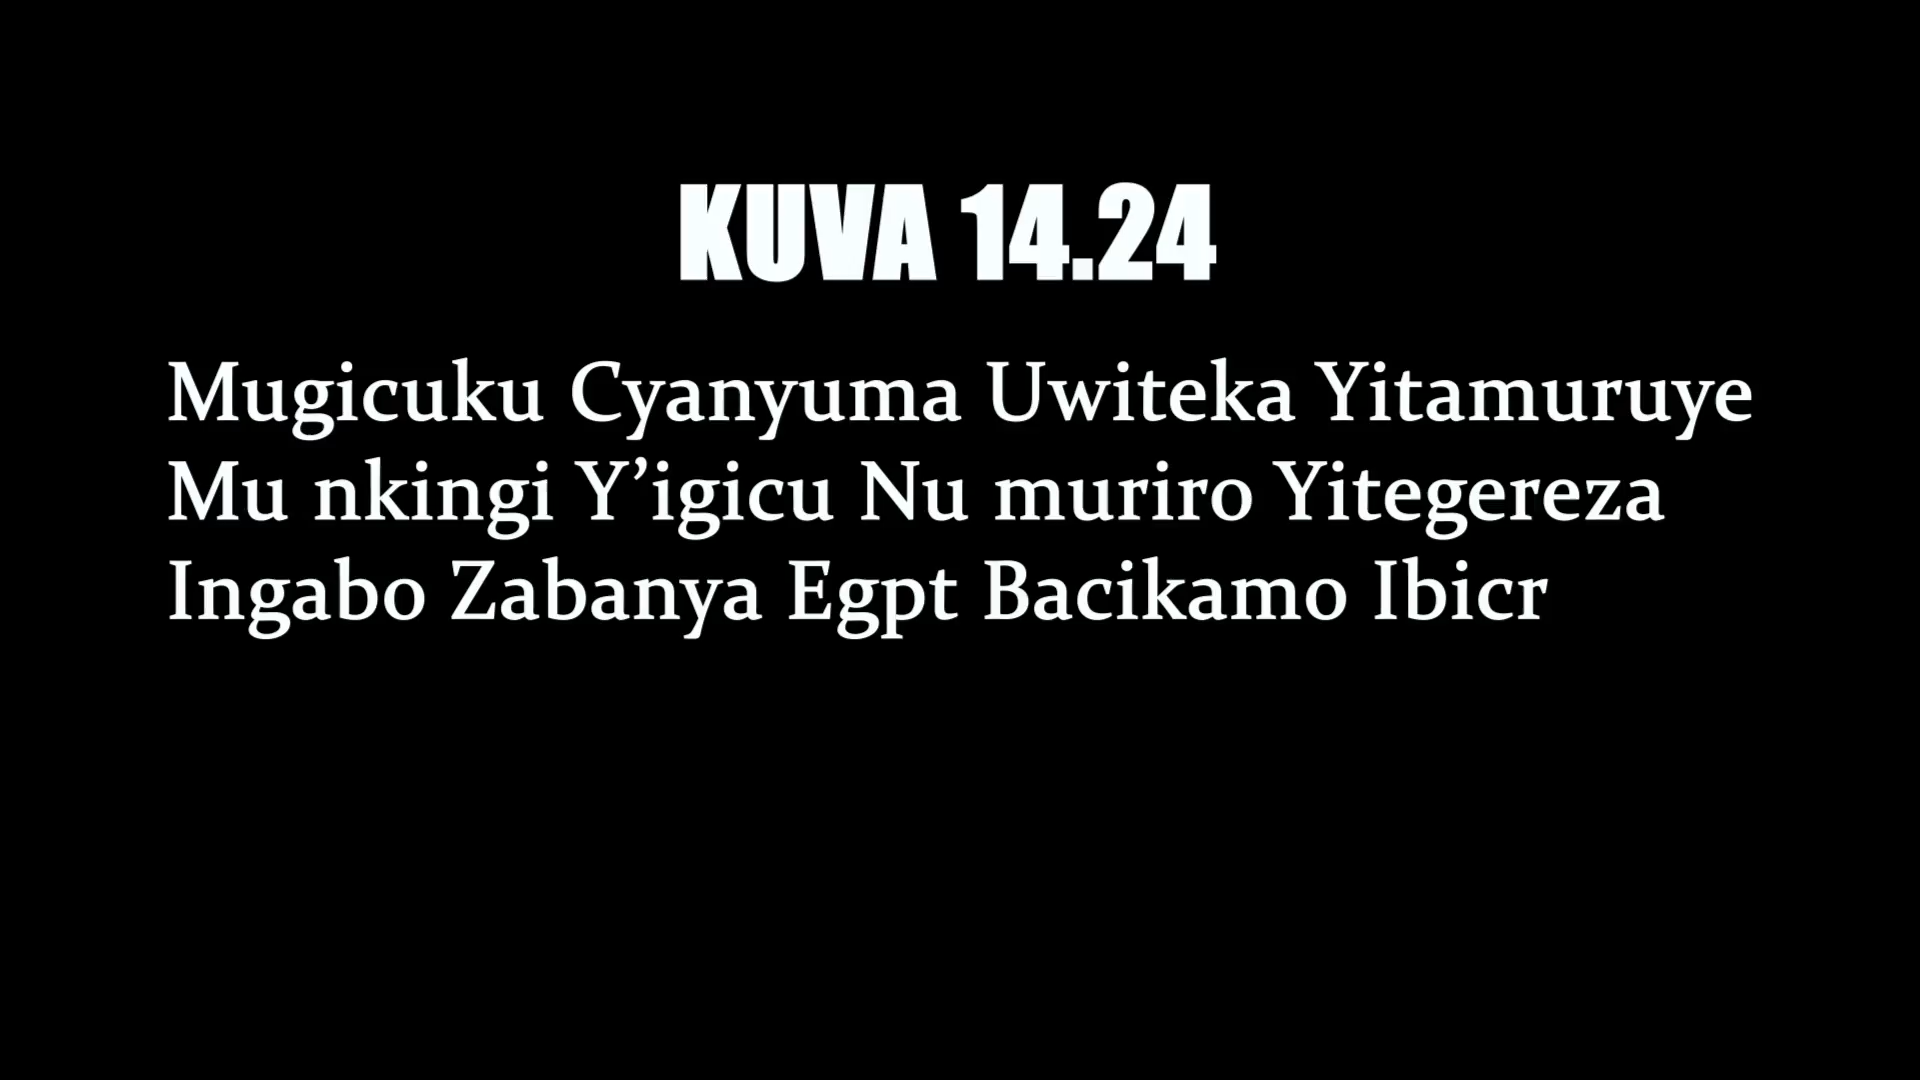 KUVA 14.24
Mugicuku Cyanyuma Uwiteka Yitamuruye
Mu nkingi Y’igicu Nu muriro Yitegereza
Ingabo Zabanya Egpt Bacikamo Ibicr